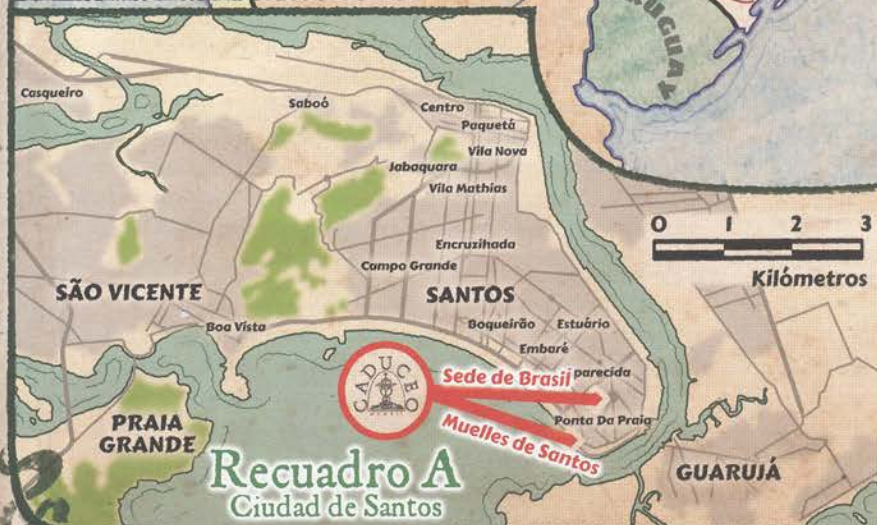 URUGUAY
Casqueiro
Saboó
Centro
Paquetá
Vila Nova
Jabaquara
Vila Mathias
Encruzihada
Campo Grande
SÃO VICENTE
SANTOS
Boa Vista
Boqueirão
Estuário
Embaré
parecida
Ponta Da Praia
PRAIA
GRANDE
GUARUJÁ
0 1 2 3
Kilómetros
CADUCEO
Sede de Brasil
Muelles de Santos
Recuadro A
Ciudad de Santos